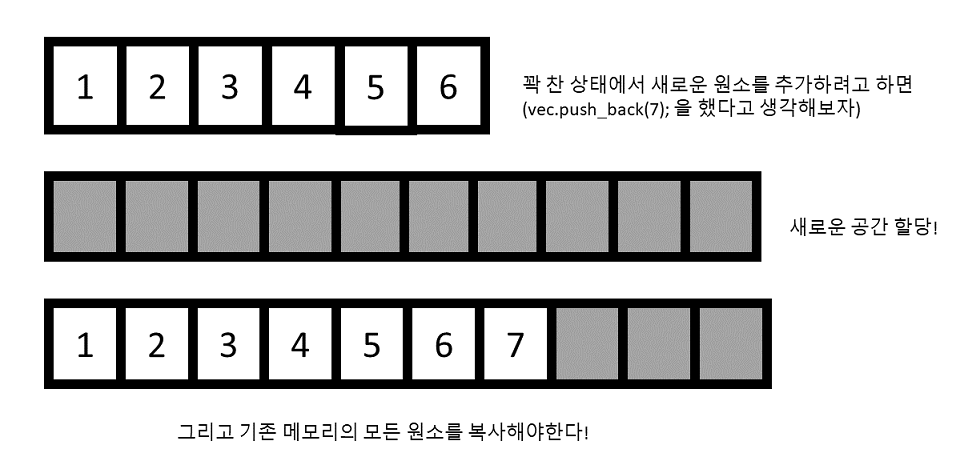 1 2 3 4 5 6
꽉 찬 상태에서 새로운 원소를 추가하려고 하면
(vec.push_back(7); 을 했다고 생각해보자)
새로운 공간 할당!
1 2 3 4 5 6 7
그리고 기존 메모리의 모든 원소를 복사해야한다!